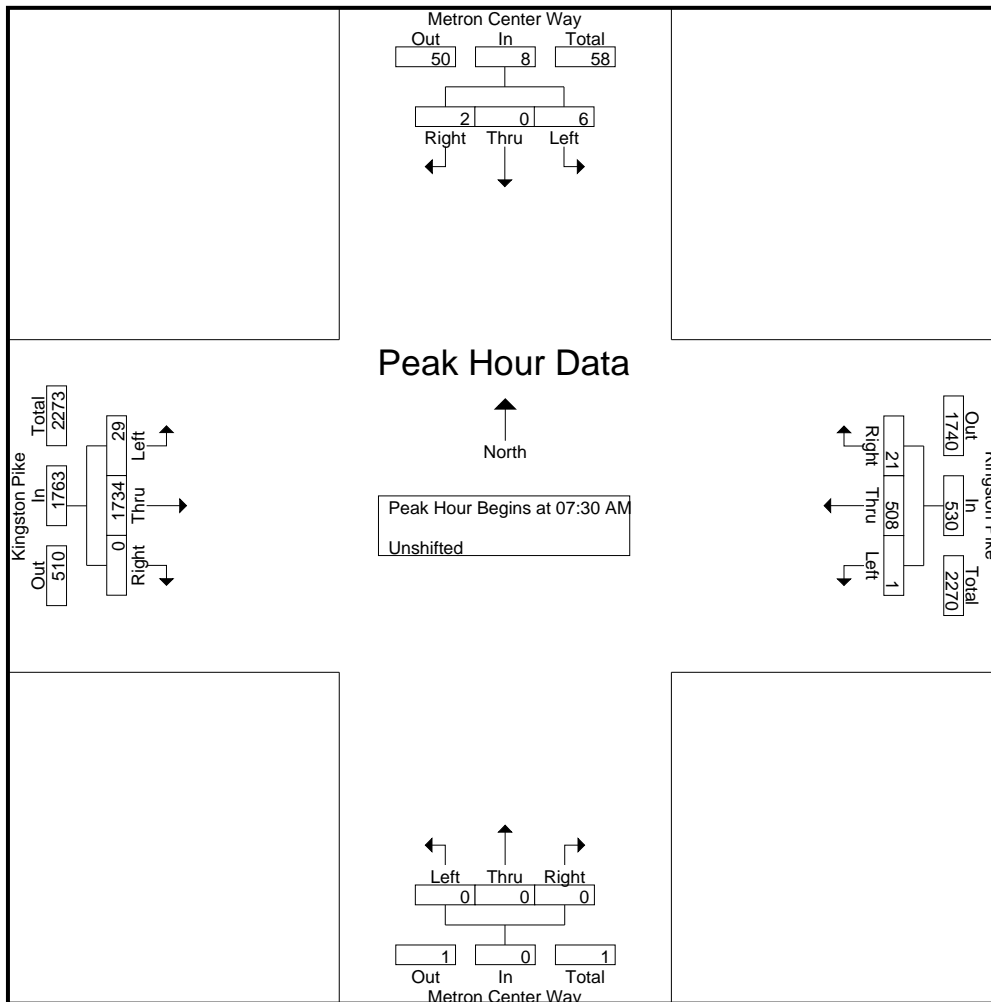 Metron Center Way
Out In Total
50 8 58
2 0 6
Right Thru Left
Peak Hour Data
North
Peak Hour Begins at 07:30 AM
Unshifted
Kingston Pike
Total In Out
2273 1763 510
29 1734 0
Left Thru Right
Kingston Pike
Out In Total
1740 530 2270
21 508 1
Right Thru Left
Left Thru Right
0 0 0
1 0 1
Out In Total
Metron Center Way